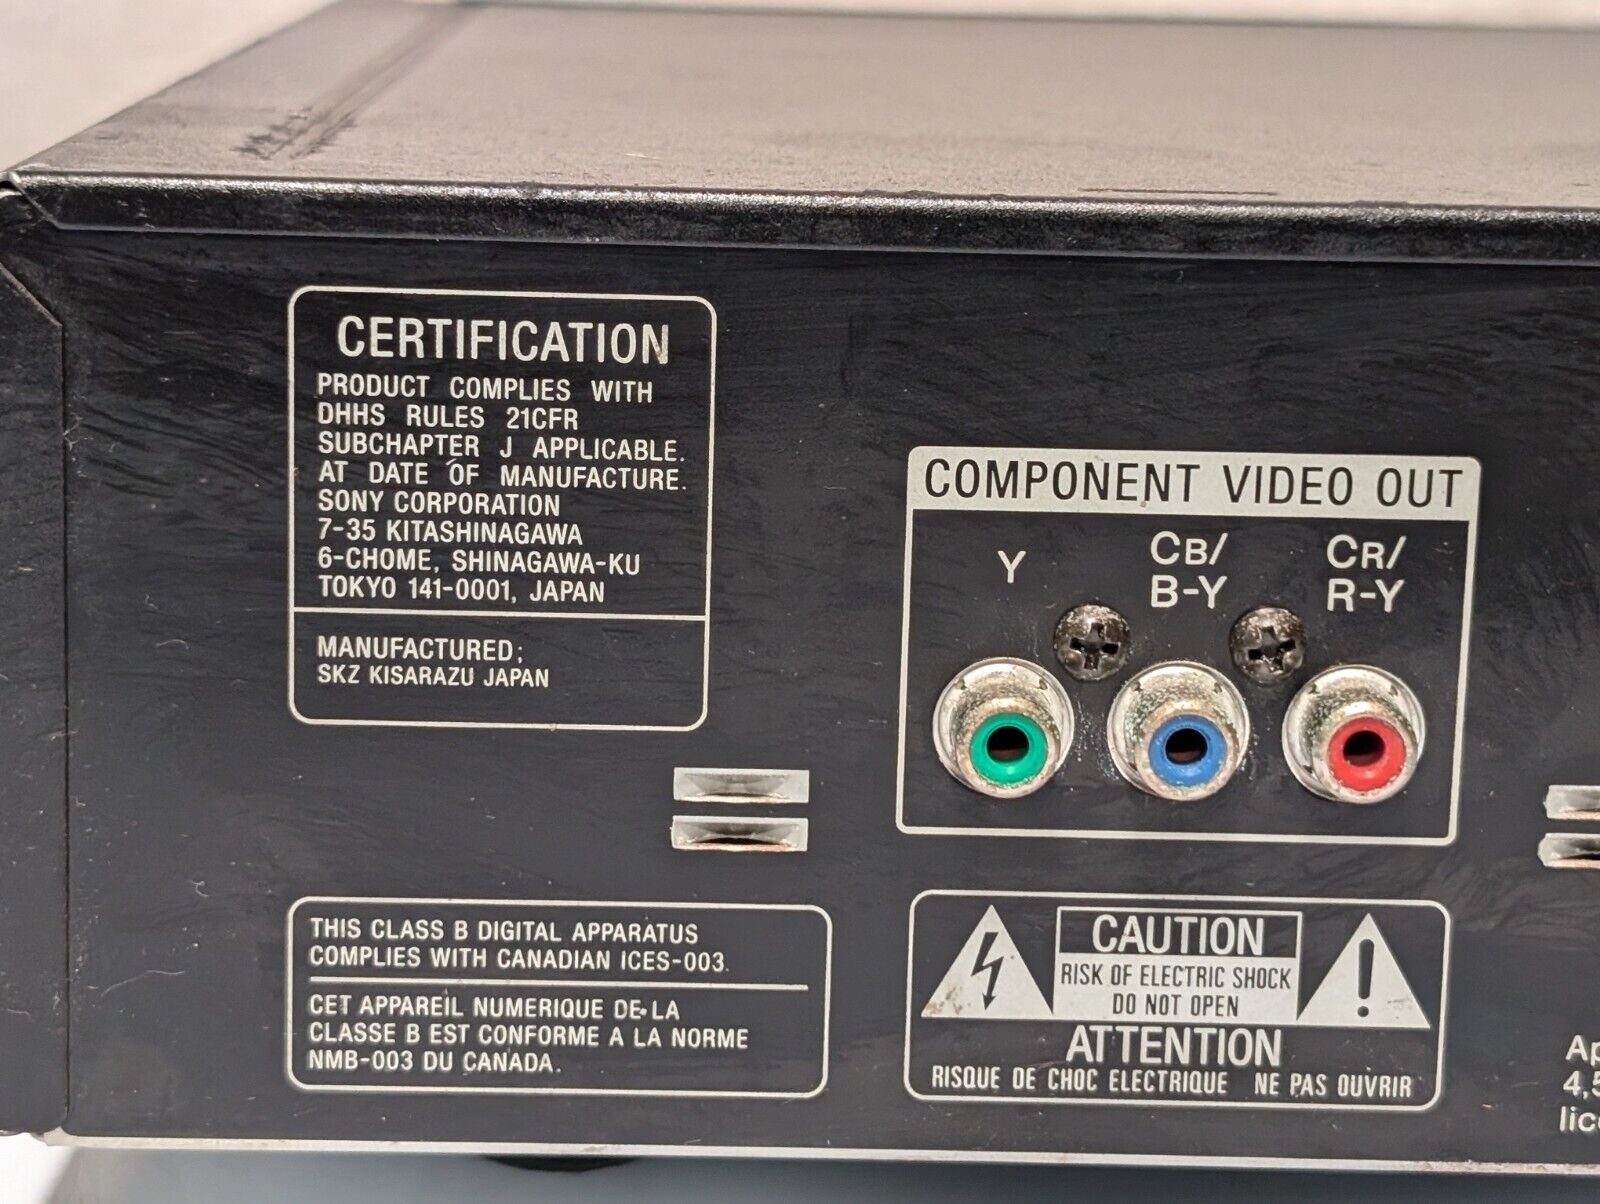 CERTIFICATION
PRODUCT COMPLIES WITH
DHHS RULES 21CFR
SUBCHAPTER J APPLICABLE.
AT DATE OF MANUFACTURE.
SONY CORPORATION
7-35 KITASHINAGAWA
6-CHOME, SHINAGAWA-KU
TOKYO 141-0001, JAPAN
MANUFACTURED;
SKZ KISARAZU JAPAN
COMPONENT VIDEO OUT
Y CB/ CR/
B-Y R-Y
THIS CLASS B DIGITAL APPARATUS
COMPLIES WITH CANADIAN ICES-003.
CET APPAREIL NUMERIQUE DE LA
CLASSE B EST CONFORME A LA NORME
NMB-003 DU CANADA.
CAUTION
RISK OF ELECTRIC SHOCK
DO NOT OPEN
ATTENTION
RISQUE DE CHOC ELECTRIQUE NE PAS OUVRIR